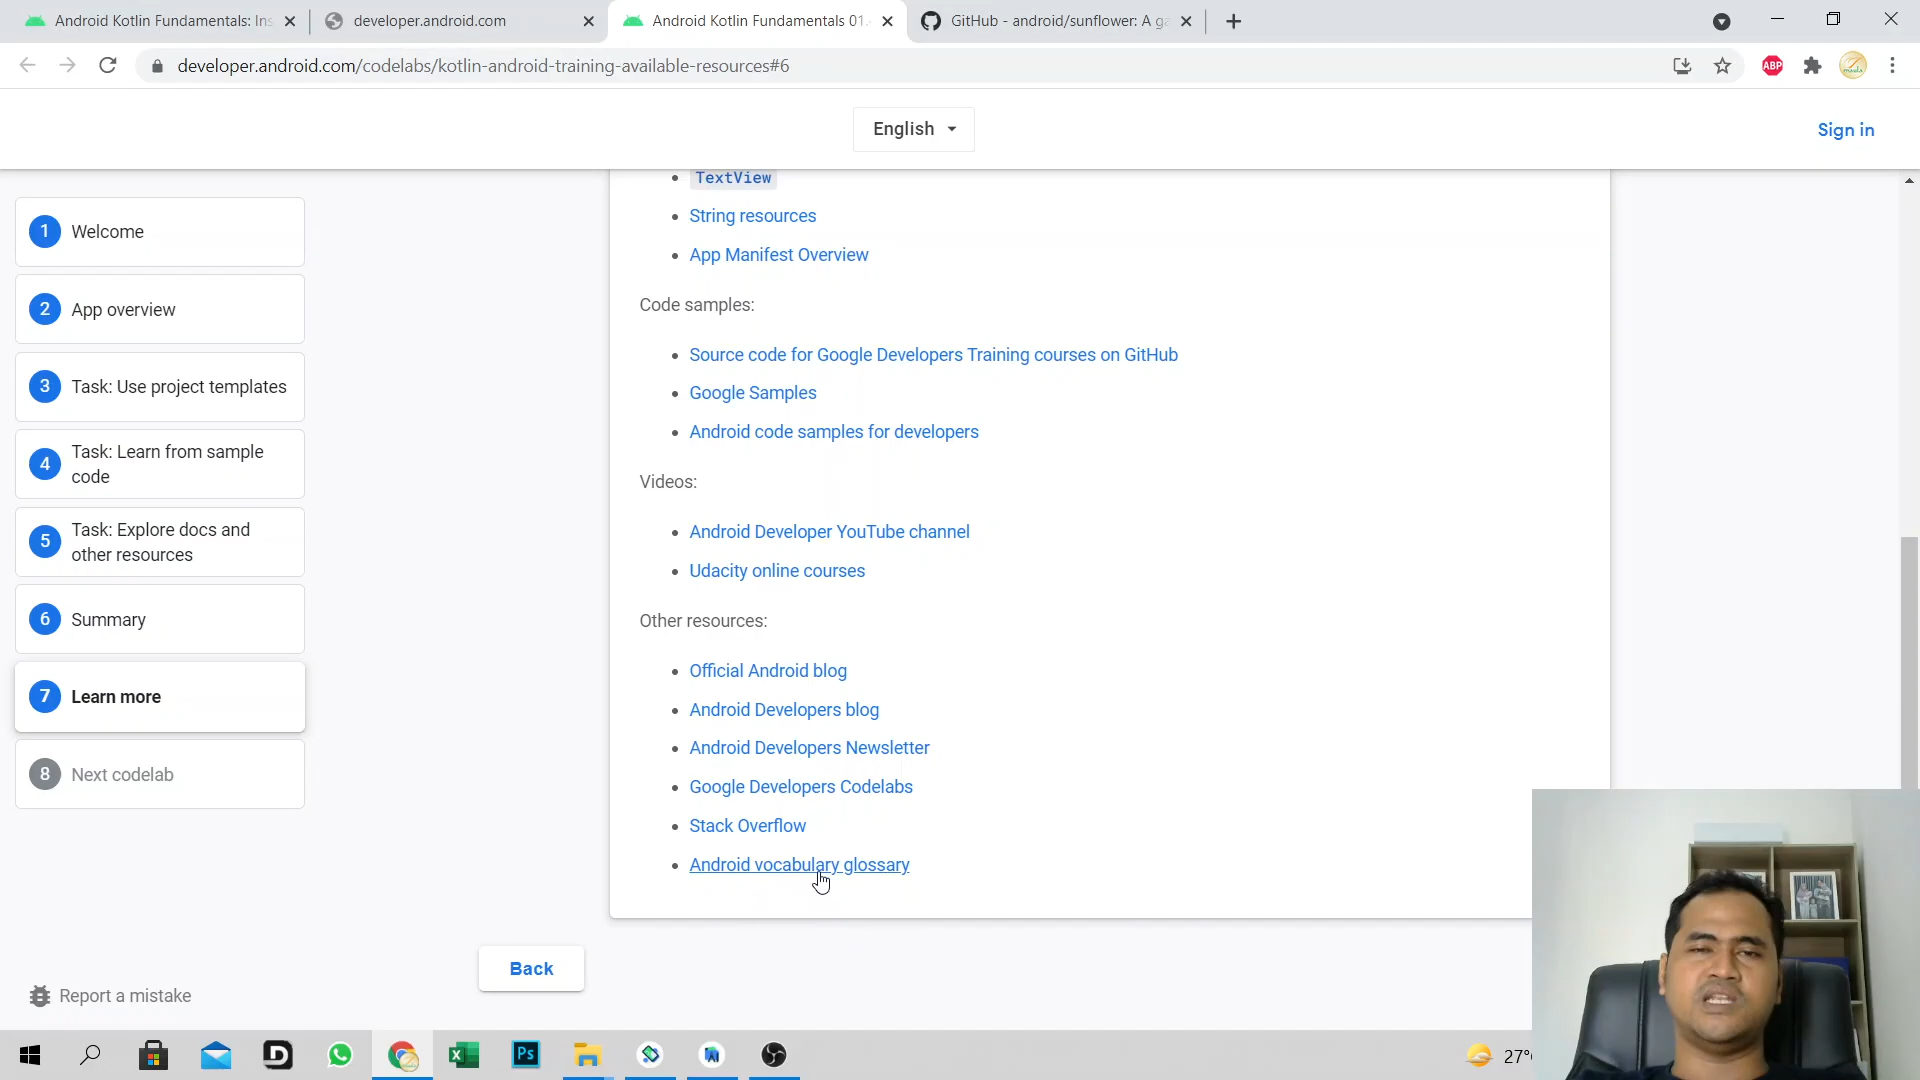 Android Kotlin Fundamentals: Ins
developer.android.com
Android Kotlin Fundamentals 01.
GitHub - android/sunflower: A ga
developer.android.com/codelabs/kotlin-android-training-available-resources#6
ABP
English
Sign in
1 Welcome
2 App overview
3 Task: Use project templates
4 Task: Learn from sample
code
5 Task: Explore docs and
other resources
6 Summary
7 Learn more
8 Next codelab
TextView
String resources
App Manifest Overview
Code samples:
Source code for Google Developers Training courses on GitHub
Google Samples
Android code samples for developers
Videos:
Android Developer YouTube channel
Udacity online courses
Other resources:
Official Android blog
Android Developers blog
Android Developers Newsletter
Google Developers Codelabs
Stack Overflow
Android vocabulary glossary
Back
Report a mistake
Ps
27°